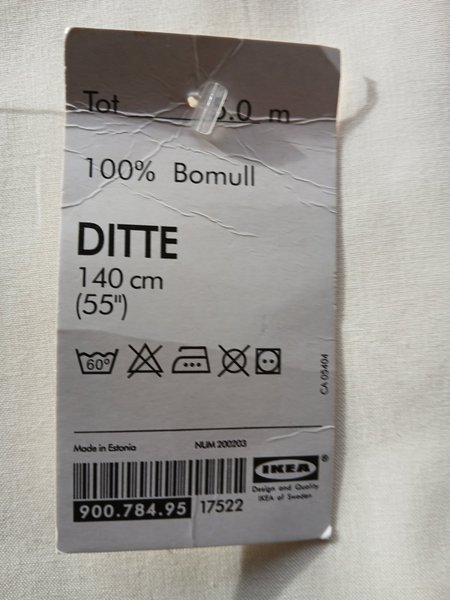 Tot .0 m
100% Bomull
DITTE
140 cm
(55")
60°
CA 05404
Made in Estonia NUM 200203
IKEA®
Design and Quality
IKEA of Sweden
900.784.95 17522